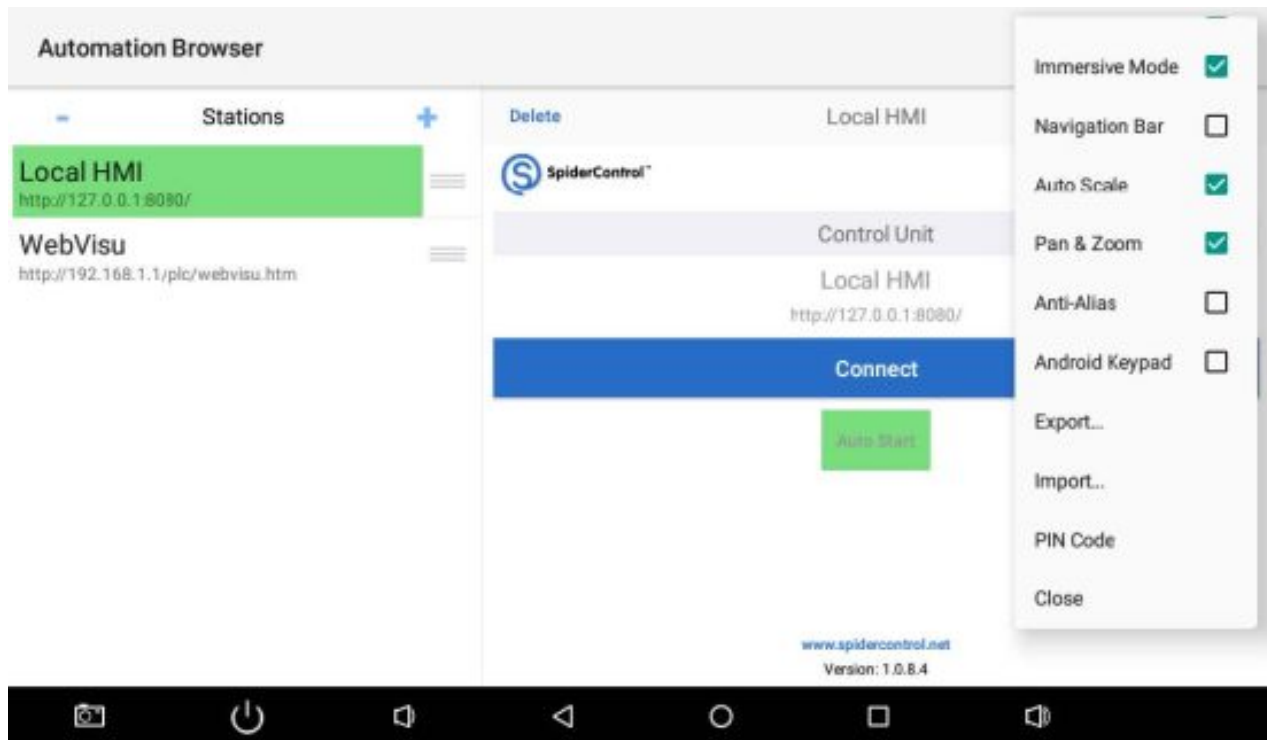 Automation Browser
- Stations +
Local HMI
http://127.0.0.1:8080/
WebVisu
http://192.168.1.1/plc/webvisu.htm
Delete
Local HMI
SpiderControl™
Control Unit
Local HMI
http://127.0.0.1:8080/
Connect
Auto Start
www.spidercontrol.net
Version: 1.0.8.4
Immersive Mode
Navigation Bar
Auto Scale
Pan & Zoom
Anti-Alias
Android Keypad
Export...
Import...
PIN Code
Close